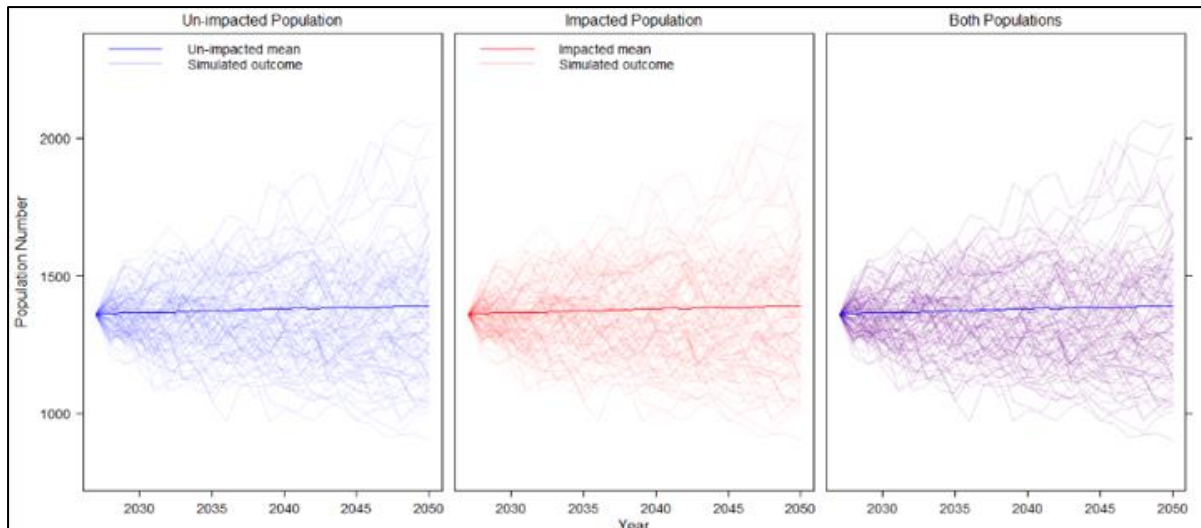 Un-impacted Population
Impacted Population
Both Populations
Un-impacted mean
Simulated outcome
Impacted mean
Simulated outcome
Population Number
2000
1500
1000
2030 2035 2040 2045 2050
2030 2035 2040 2045 2050
2030 2035 2040 2045 2050
Year